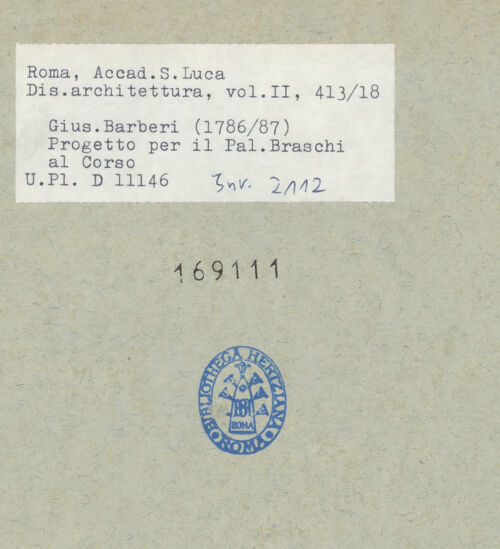 Roma, Accad.S.Luca
Dis.architettura, vol.II, 413/18
Gius.Barberi (1786/87)
Progetto per il Pal.Braschi
al Corso
U.Pl. D 11146 Inv. 2112
169111
BIBLIOTHECA HERTZIANA
ROMA
ROMA